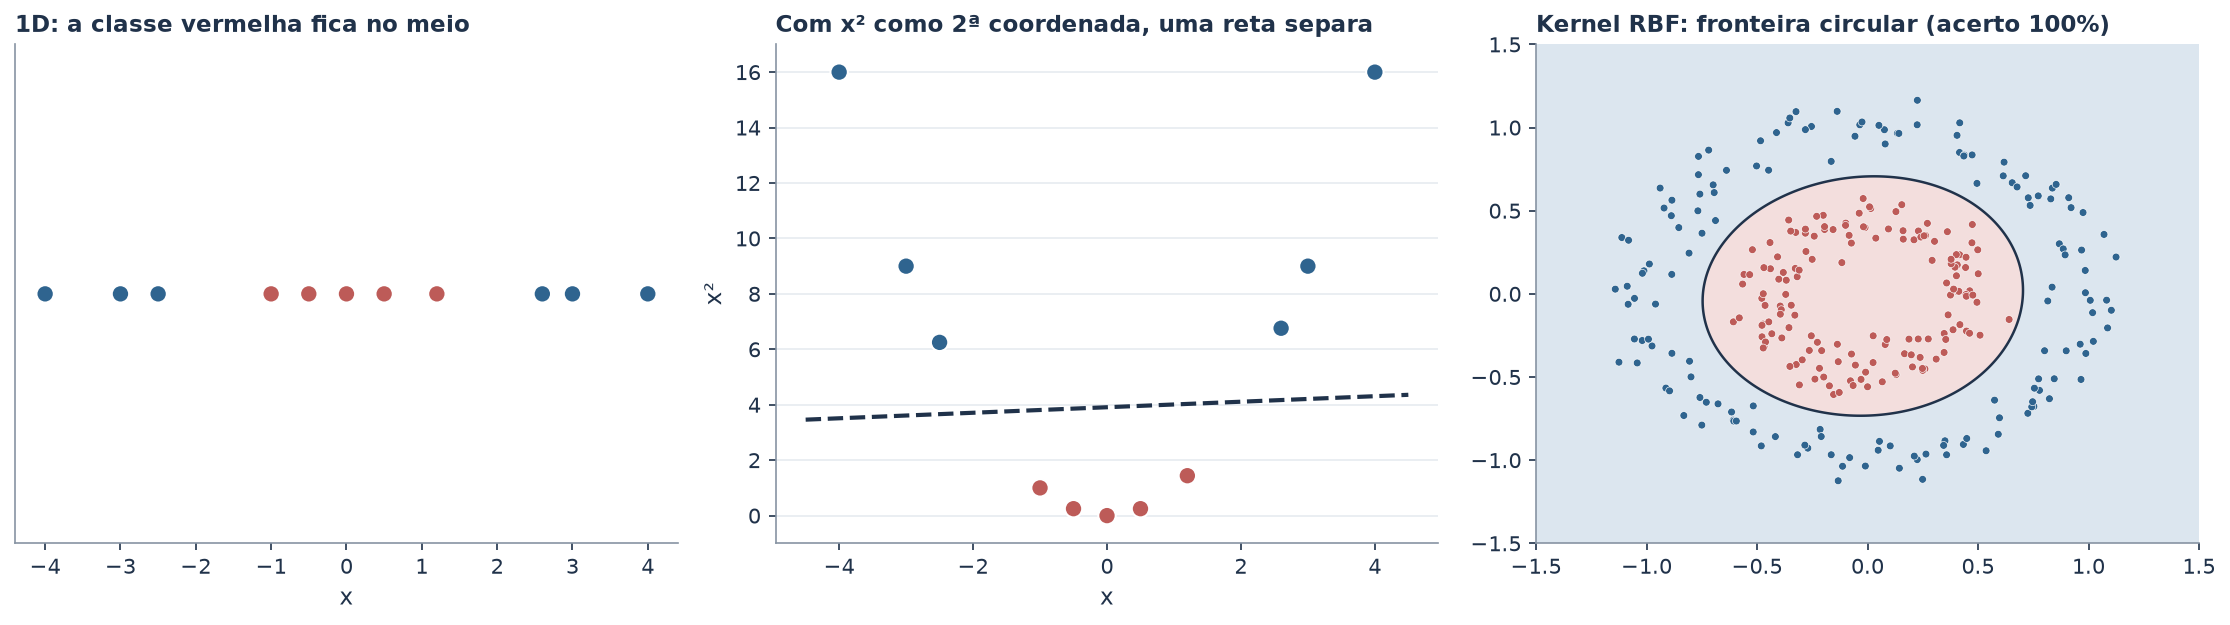 1D: a classe vermelha fica no meio
−4 −3 −2 −1 0 1 2 3 4
x
Com x² como 2ª coordenada, uma reta separa
16
14
12
10
8
6
4
2
0
x²
−4 −2 0 2 4
x
Kernel RBF: fronteira circular (acerto 100%)
1.5
1.0
0.5
0.0
−0.5
−1.0
−1.5
−1.5 −1.0 −0.5 0.0 0.5 1.0 1.5